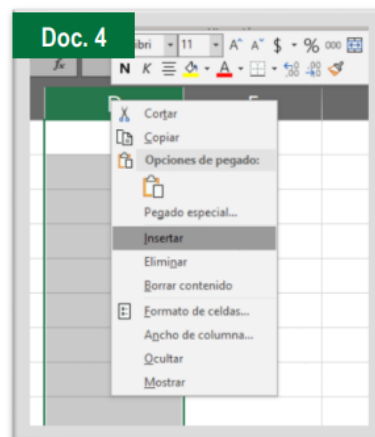 Doc. 4
ibri 11 A A $ % 000
fx N K A
Cortar
Copiar
Opciones de pegado:
Pegado especial...
Insertar
Eliminar
Borrar contenido
Formato de celdas...
Ancho de columna...
Ocultar
Mostrar